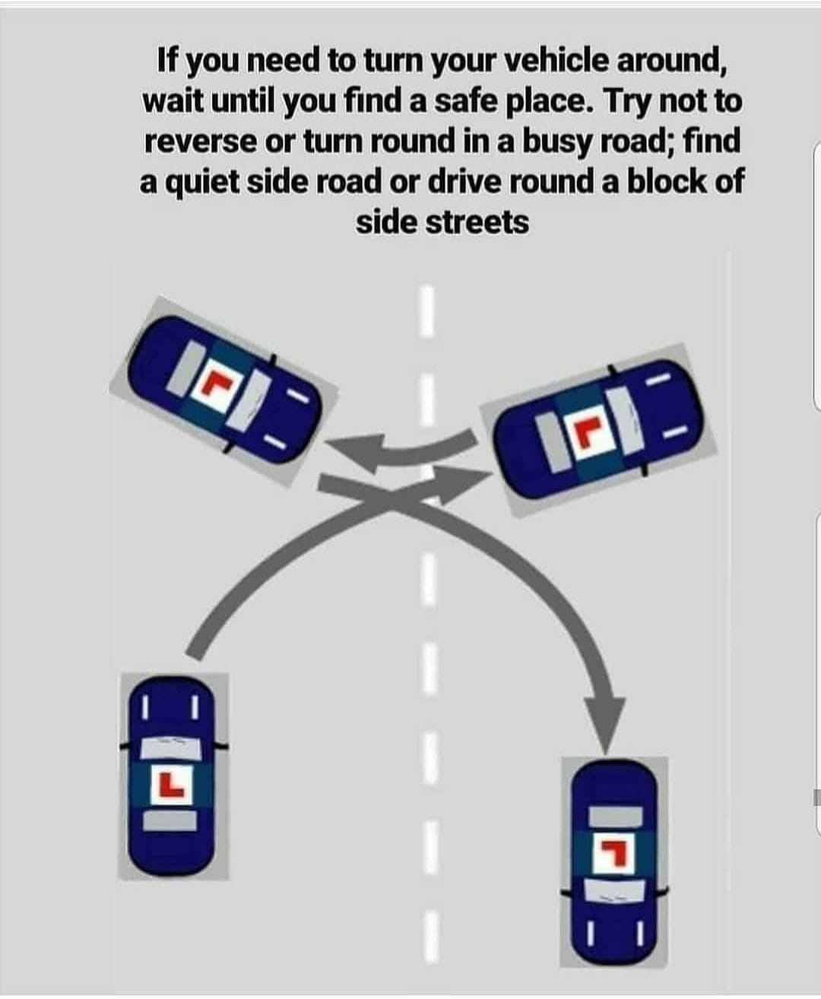 If you need to turn your vehicle around,
wait until you find a safe place. Try not to
reverse or turn round in a busy road; find
a quiet side road or drive round a block of
side streets
L
L
L
L